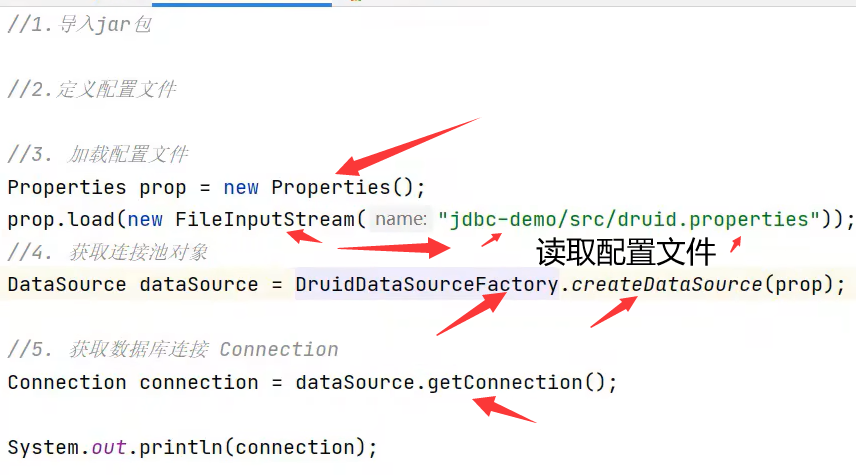 //1.导入jar包
//2.定义配置文件
//3. 加载配置文件
Properties prop = new Properties();
prop.load(new FileInputStream( name: "jdbc-demo/src/druid.properties"));
//4. 获取连接池对象
读取配置文件
DataSource dataSource = DruidDataSourceFactory.createDataSource(prop);
//5. 获取数据库连接 Connection
Connection connection = dataSource.getConnection();
System.out.println(connection);